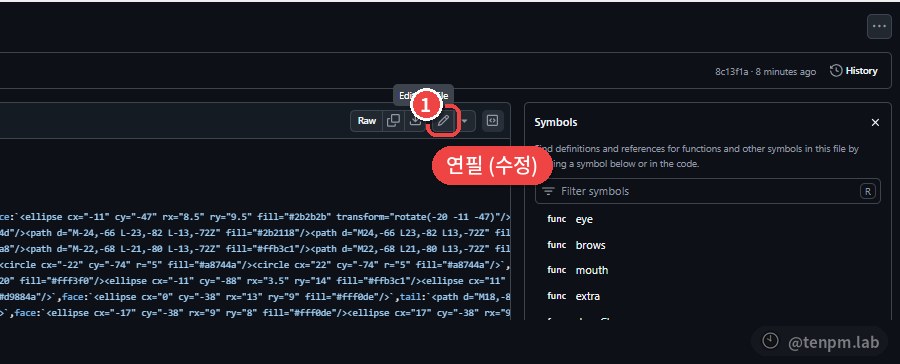 8c13f1a · 8 minutes ago
History
Edit file
1
Raw
연필 (수정)
Symbols
Find definitions and references for functions and other symbols in this file by
a symbol below or in the code.
Filter symbols
R
func eye
func brows
func mouth
func extra
func
ce:`<ellipse cx="-11" cy="-47" rx="8.5" ry="9.5" fill="#2b2b2b" transform="rotate(-20 -11 -47)"/>
4d"/><path d="M-24,-66 L-23,-82 L-13,-72Z" fill="#2b2118"/><path d="M24,-66 L23,-82 L13,-72Z" fil
a8"/><path d="M-22,-68 L-21,-80 L-13,-72Z" fill="#ffb3c1"/><path d="M22,-68 L21,-80 L13,-72Z" fil
<circle cx="-22" cy="-74" r="5" fill="#a8744a"/><circle cx="22" cy="-74" r="5" fill="#a8744a"/>`,
20" fill="#fff3f0"/><ellipse cx="-11" cy="-88" rx="3.5" ry="14" fill="#ffb3c1"/><ellipse cx="11"
#d9884a"/>`,face:`<ellipse cx="0" cy="-38" rx="13" ry="9" fill="#fff0de"/>`,tail:`<path d="M18,-8
>`,face:`<ellipse cx="-17" cy="-38" rx="9" ry="8" fill="#fff0de"/><ellipse cx="17" cy="-38" rx="9
@tenpm.lab